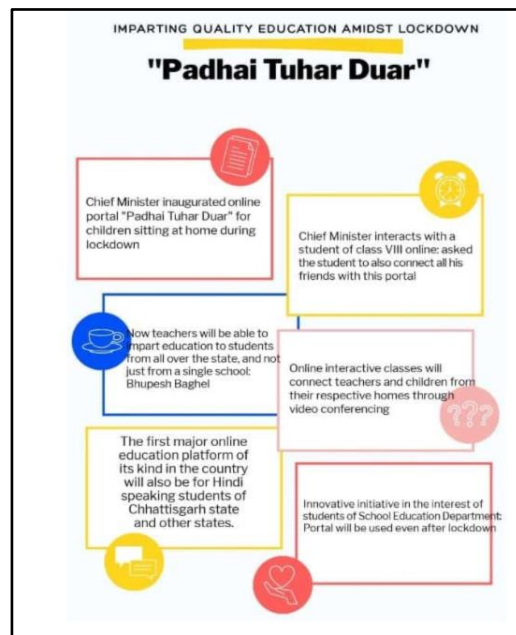 IMPARTING QUALITY EDUCATION AMIDST LOCKDOWN
"Padhai Tuhar Duar"
Chief Minister inaugurated online
portal "Padhai Tuhar Duar" for
children sitting at home during
lockdown
Chief Minister interacts with a
student of class VIII online: asked
the student to also connect all his
friends with this portal
Now teachers will be able to
impart education to students
from all over the state, and not
just from a single school:
Bhupesh Baghel
Online interactive classes will
connect teachers and children from
their respective homes through
video conferencing
???
The first major online
education platform of
its kind in the country
will also be for Hindi
speaking students of
Chhattisgarh state
and other states.
Innovative initiative in the interest of
students of School Education Department:
Portal will be used even after lockdown